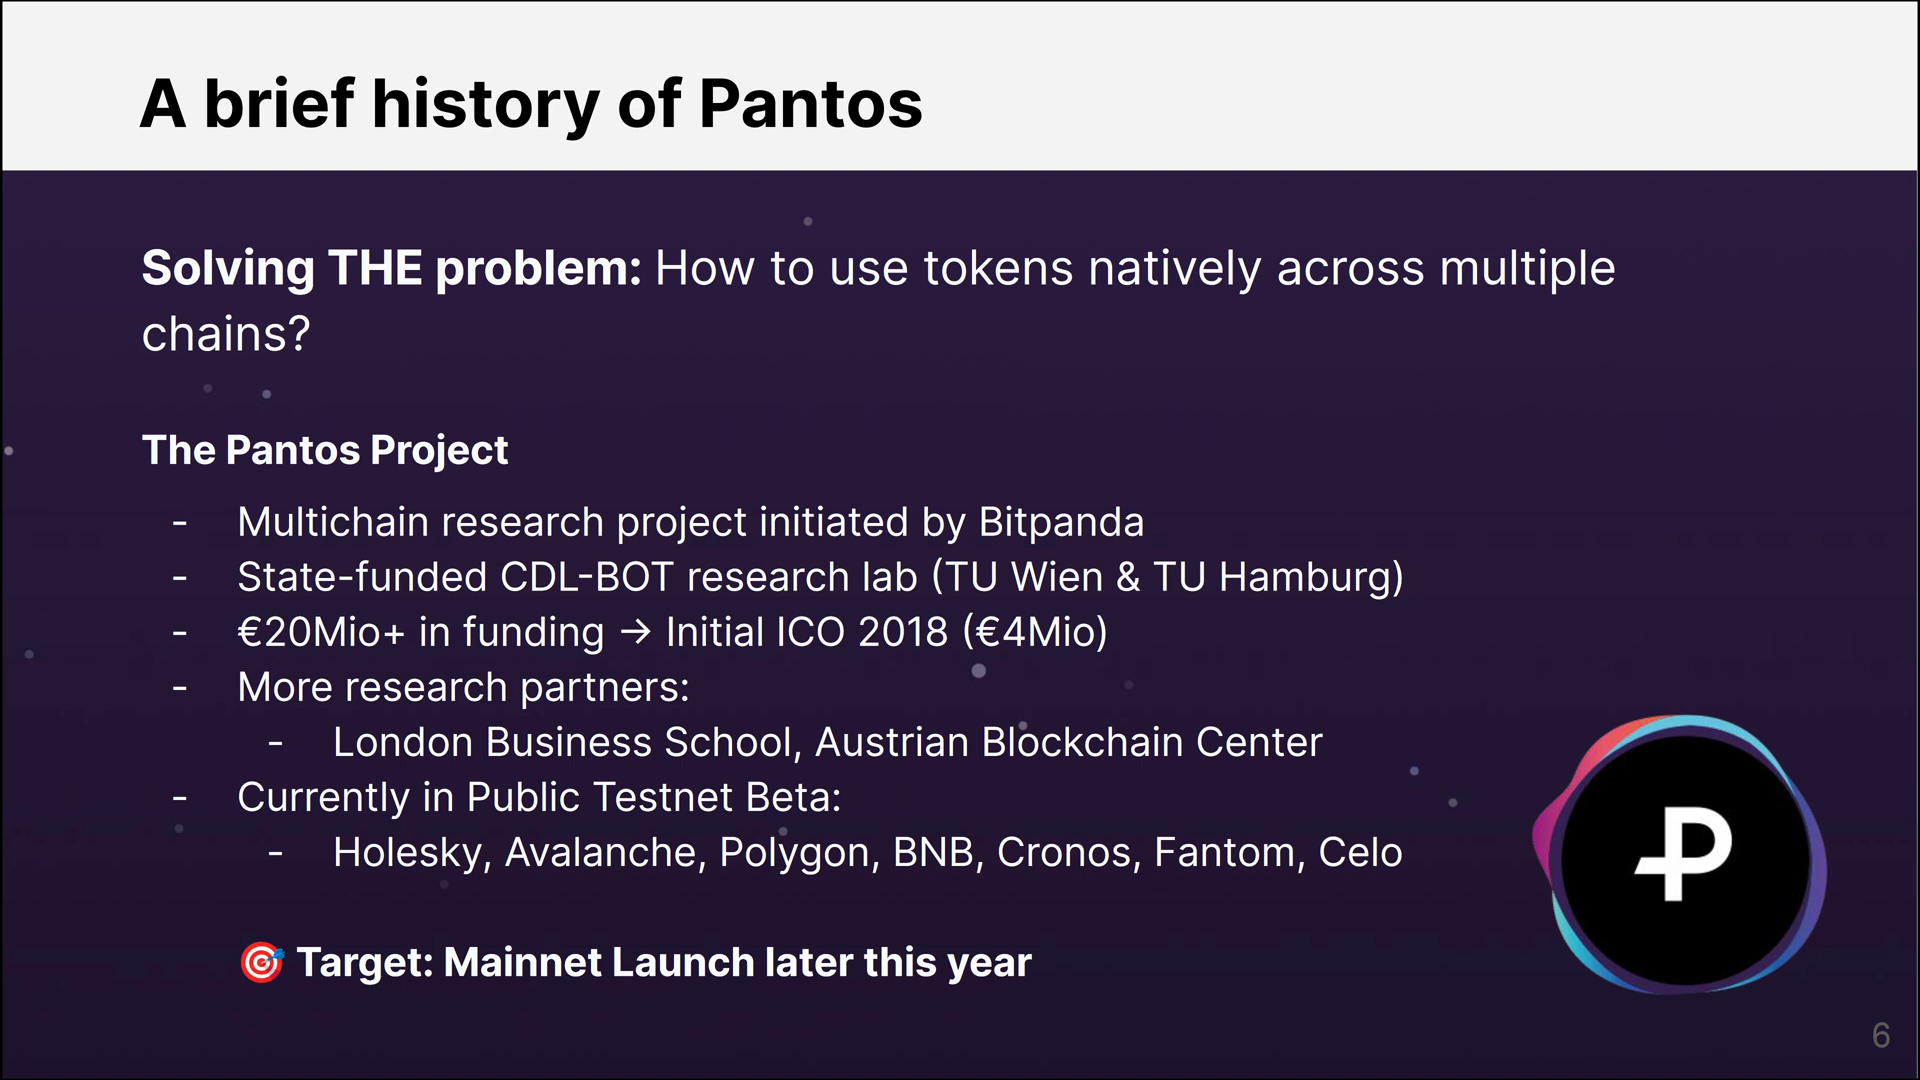 A brief history of Pantos
Solving THE problem: How to use tokens natively across multiple
chains?
The Pantos Project
- Multichain research project initiated by Bitpanda
- State-funded CDL-BOT research lab (TU Wien & TU Hamburg)
- €20Mio+ in funding → Initial ICO 2018 (€4Mio)
- More research partners:
- London Business School, Austrian Blockchain Center
- Currently in Public Testnet Beta:
- Holesky, Avalanche, Polygon, BNB, Cronos, Fantom, Celo
🎯 Target: Mainnet Launch later this year
6